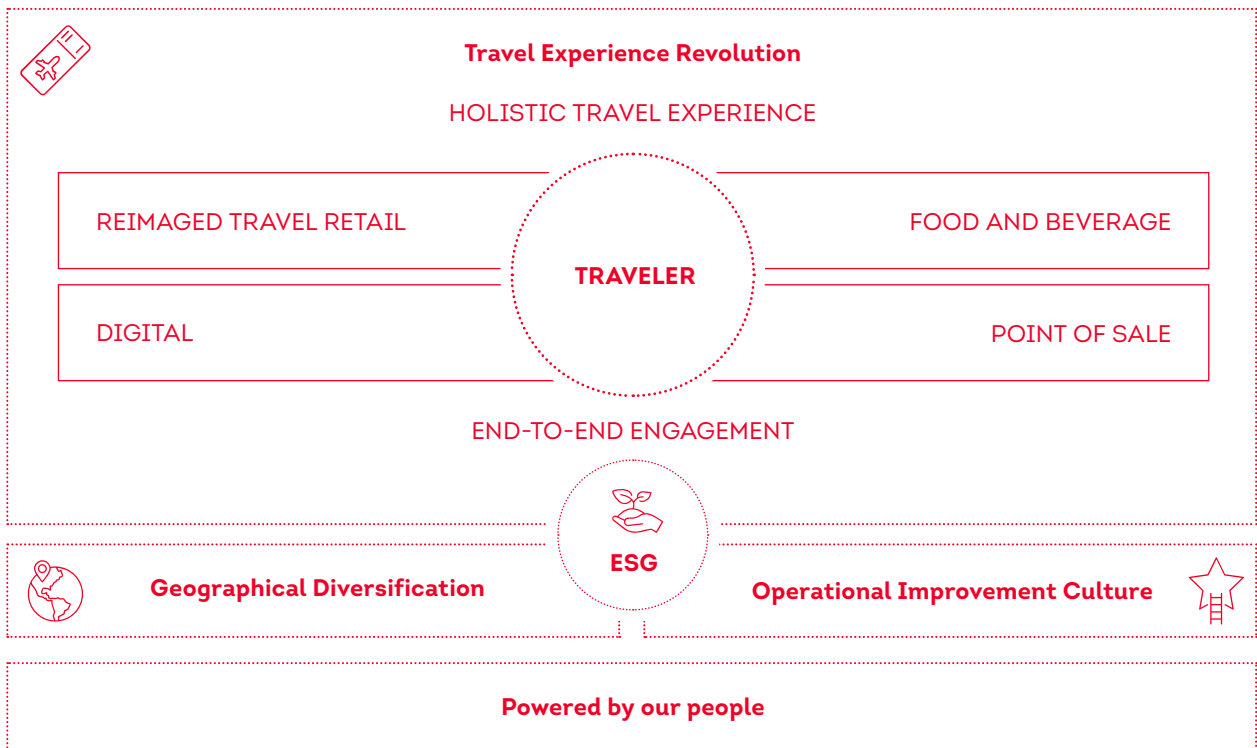 Travel Experience Revolution
HOLISTIC TRAVEL EXPERIENCE
REIMAGED TRAVEL RETAIL
FOOD AND BEVERAGE
TRAVELER
DIGITAL
POINT OF SALE
END-TO-END ENGAGEMENT
ESG
Geographical Diversification
Operational Improvement Culture
Powered by our people